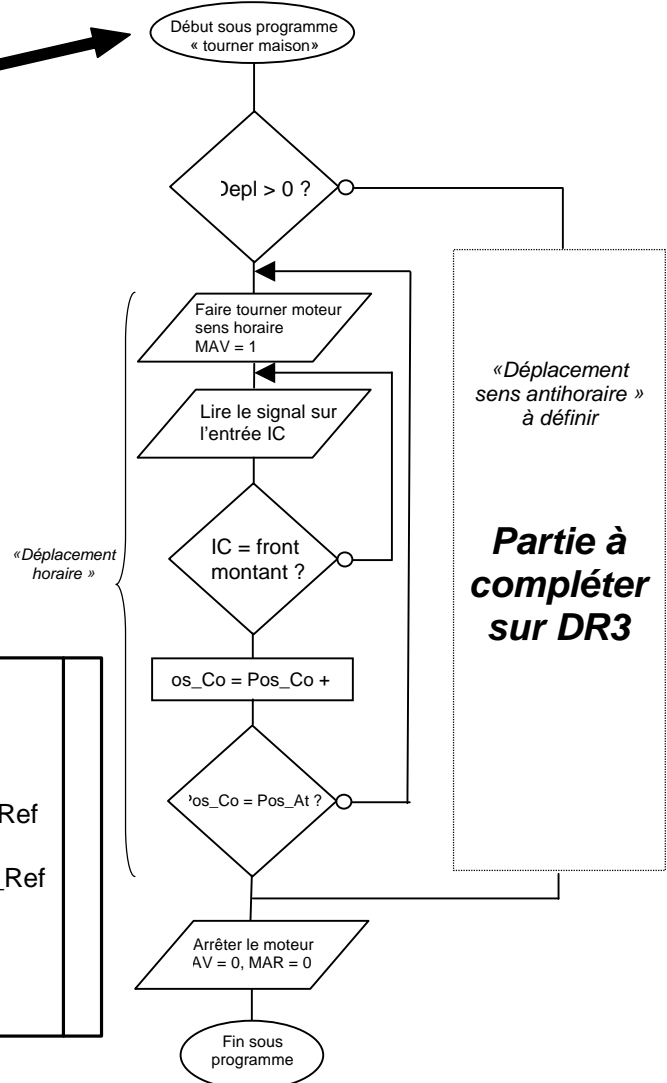 Début sous programme
« tourner maison»
Depl > 0 ?
Faire tourner moteur
sens horaire
MAV = 1
Lire le signal sur
l'entrée IC
IC = front
montant ?
os_Co = Pos_Co +
Pos_Co = Pos_At ?
Arrêter le moteur
AV = 0, MAR = 0
Fin sous
programme
«Déplacement
horaire »
«Déplacement
sens antihoraire »
à définir
Partie à
compléter
sur DR3
Ref
_Ref